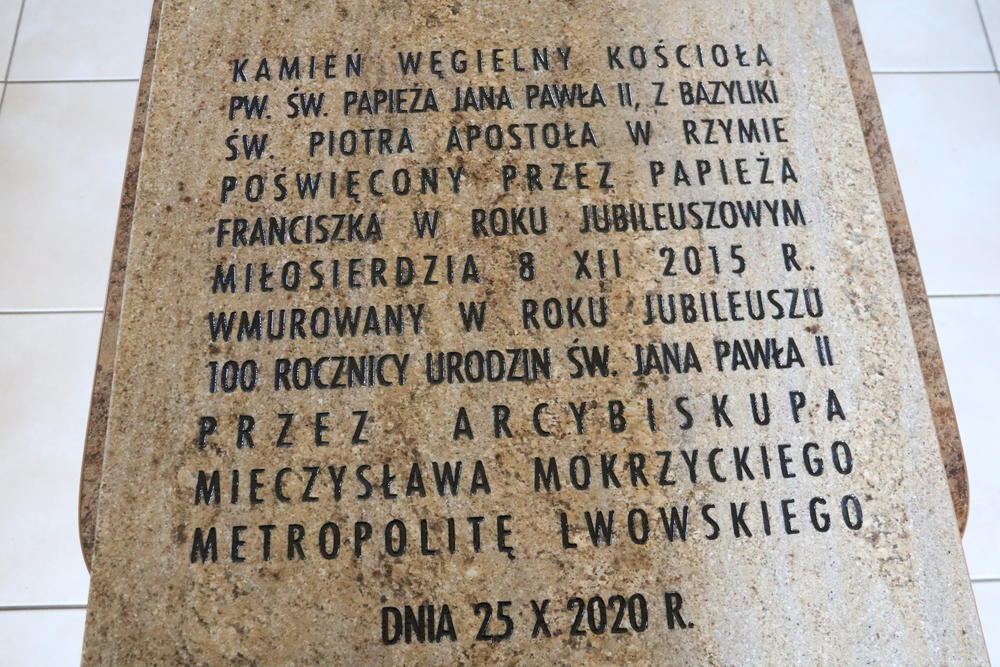 KAMIEŃ WĘGIELNY KOŚCIOŁA
PW. ŚW. PAPIEŻA JANA PAWŁA II, Z BAZYLIKI
ŚW. PIOTRA APOSTOŁA W RZYMIE
POŚWIĘCONY PRZEZ PAPIEŻA
FRANCISZKA W ROKU JUBILEUSZOWYM
MIŁOSIERDZIA 8 XII 2015 R.
WMUROWANY W ROKU JUBILEUSZU
100 ROCZNICY URODZIN ŚW. JANA PAWŁA II
PRZEZ ARCYBISKUPA
MIECZYSŁAWA MOKRZYCKIEGO
METROPOLITĘ LWOWSKIEGO
DNIA 25 X 2020 R.